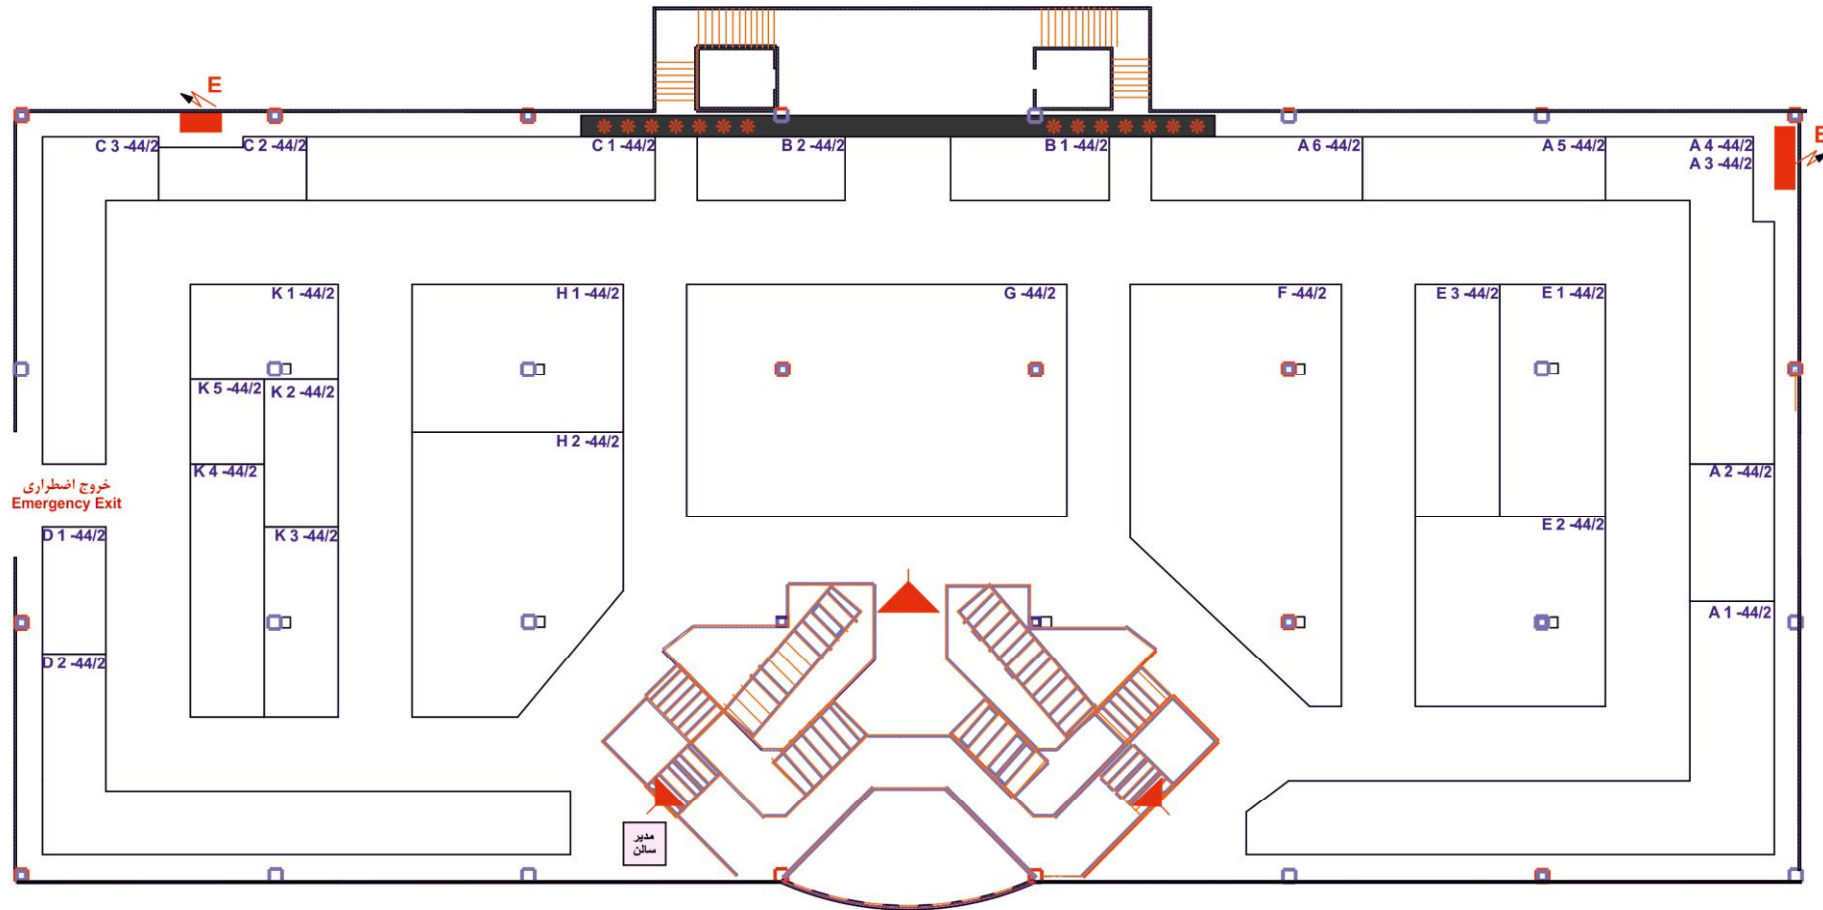 E
E
C 3 -44/2
C 2 -44/2
C 1 -44/2
B 2 -44/2
B 1 -44/2
A 6 -44/2
A 5 -44/2
A 4 -44/2
A 3 -44/2
K 1 -44/2
H 1 -44/2
G -44/2
F -44/2
E 3 -44/2
E 1 -44/2
K 5 -44/2
K 2 -44/2
H 2 -44/2
K 4 -44/2
A 2 -44/2
خروج اضطراری
Emergency Exit
D 1 -44/2
K 3 -44/2
E 2 -44/2
A 1 -44/2
D 2 -44/2
مدیر
سالن